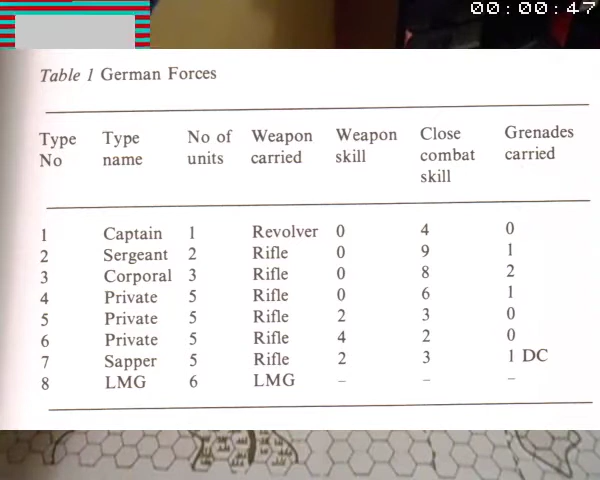 00:00:47
Table 1 German Forces
Type No Type name No of units Weapon carried Weapon skill Close combat skill Grenades carried
1 Captain 1 Revolver 0 4 0
2 Sergeant 2 Rifle 0 9 1
3 Corporal 3 Rifle 0 8 2
4 Private 5 Rifle 0 6 1
5 Private 5 Rifle 2 3 0
6 Private 5 Rifle 4 2 0
7 Sapper 5 Rifle 2 3 1 DC
8 LMG 6 LMG – – –